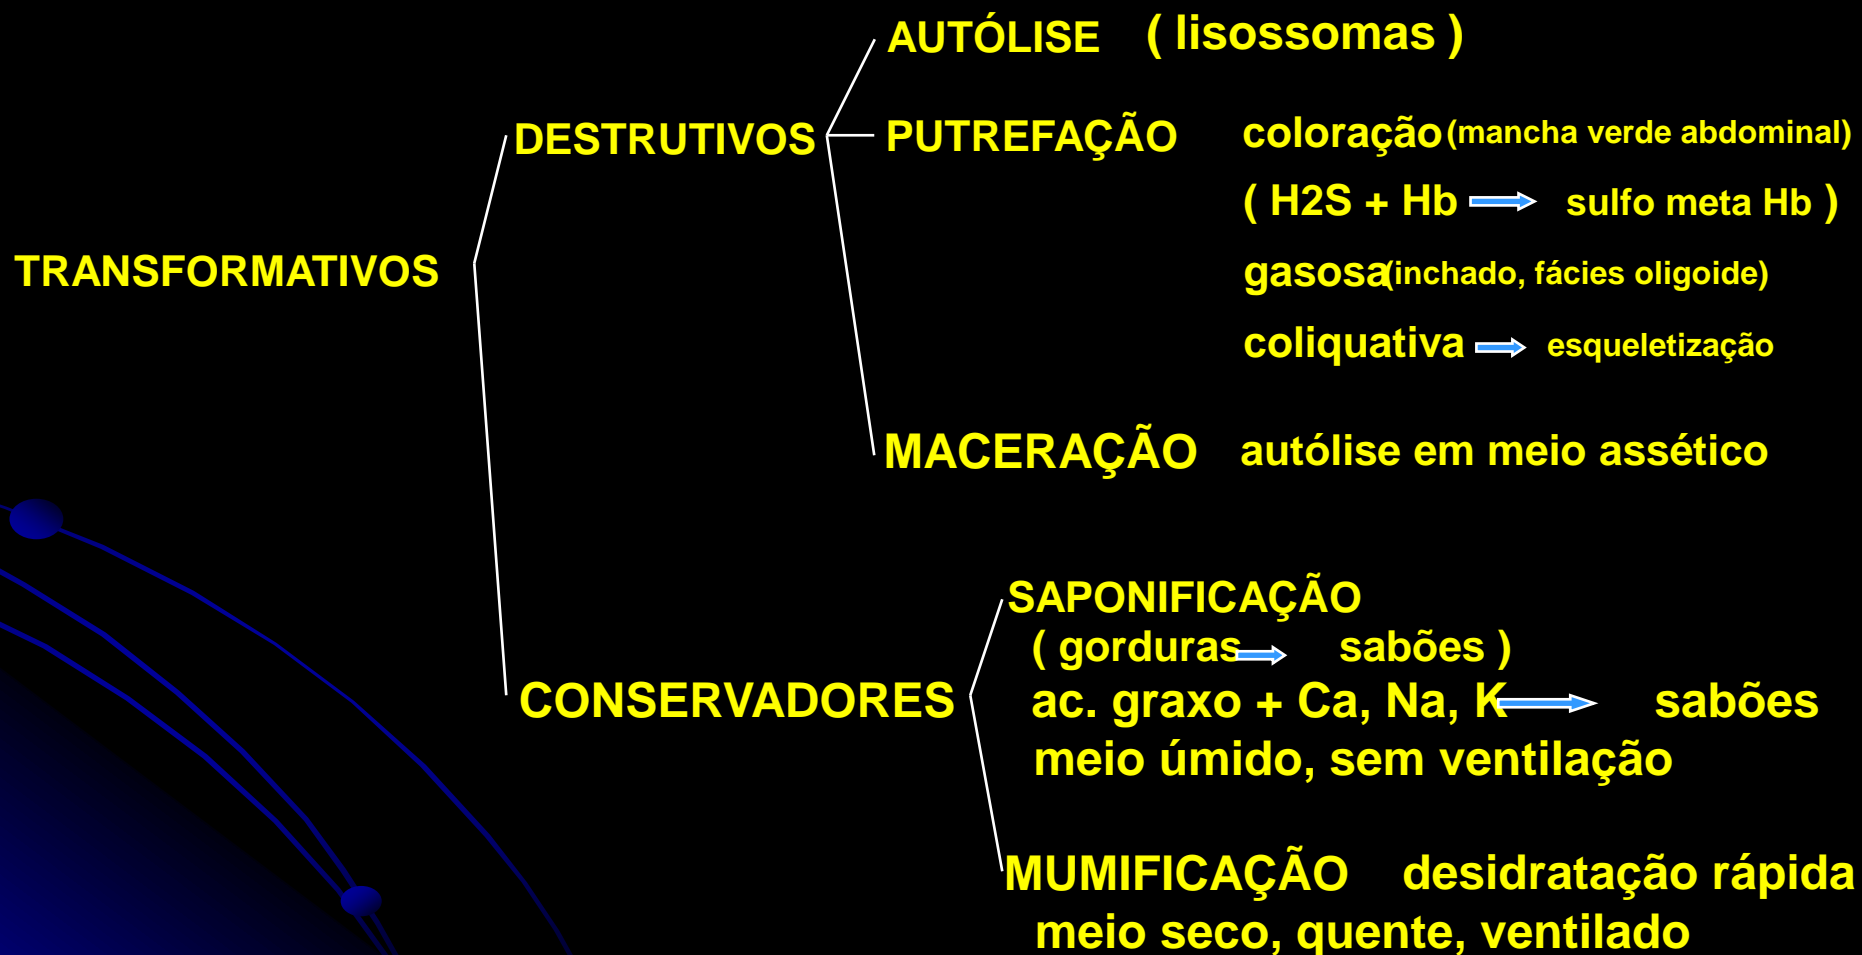 AUTÓLISE ( lisossomas )
DESTRUTIVOS PUTREFAÇÃO coloração (mancha verde abdominal)
( H2S + Hb sulfo meta Hb )
TRANSFORMATIVOS gasosa (inchado, fácies oligoide)
coliquativa esqueletização
MACERAÇÃO autólise em meio assético
SAPONIFICAÇÃO
( gorduras sabões )
CONSERVADORES ac. graxo + Ca, Na, K sabões
meio úmido, sem ventilação
MUMIFICAÇÃO desidratação rápida
meio seco, quente, ventilado